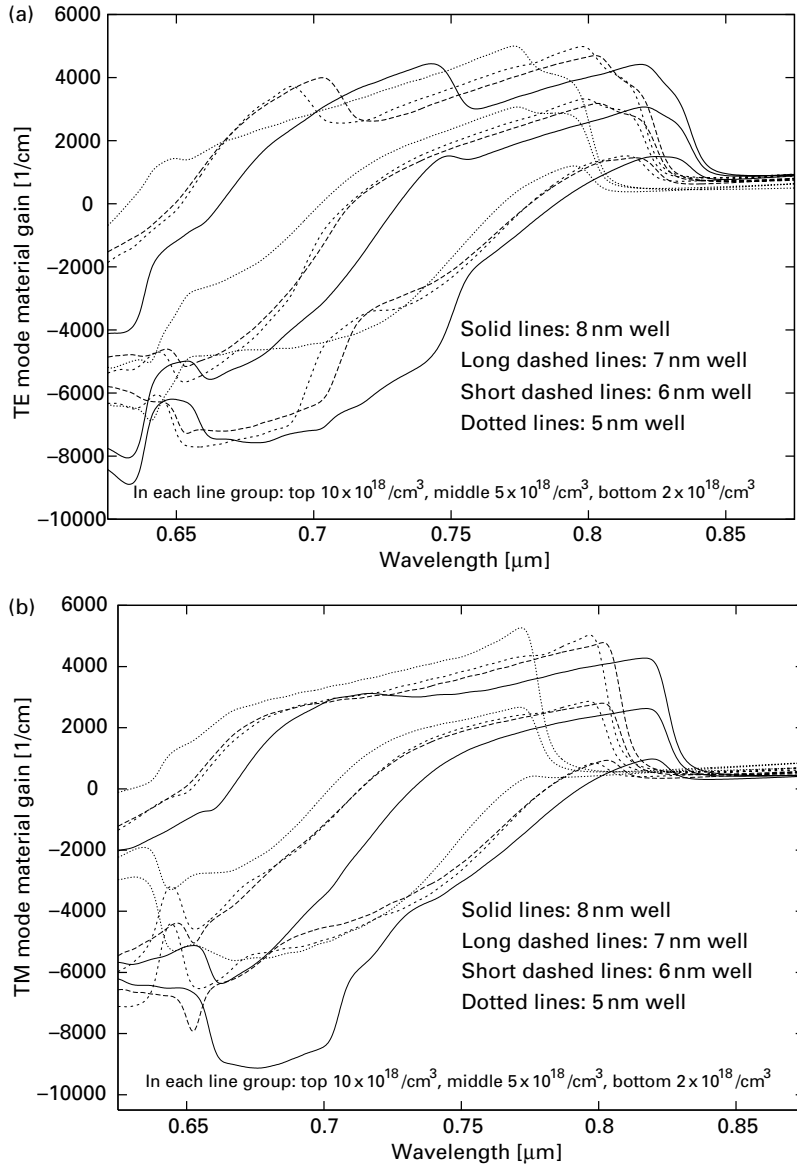 (a)
6000
4000
2000
0
−2000
−4000
−6000
−8000
−10000
TE mode material gain [1/cm]
Solid lines: 8 nm well
Long dashed lines: 7 nm well
Short dashed lines: 6 nm well
Dotted lines: 5 nm well
In each line group: top 10 x 10^18/cm^3, middle 5 x 10^18/cm^3, bottom 2 x 10^18/cm^3
0.65 0.7 0.75 0.8 0.85
Wavelength [μm]
(b)
6000
4000
2000
0
−2000
−4000
−6000
−8000
−10000
TM mode material gain [1/cm]
Solid lines: 8 nm well
Long dashed lines: 7 nm well
Short dashed lines: 6 nm well
Dotted lines: 5 nm well
In each line group: top 10 x 10^18/cm^3, middle 5 x 10^18/cm^3, bottom 2 x 10^18/cm^3
0.65 0.7 0.75 0.8 0.85
Wavelength [μm]